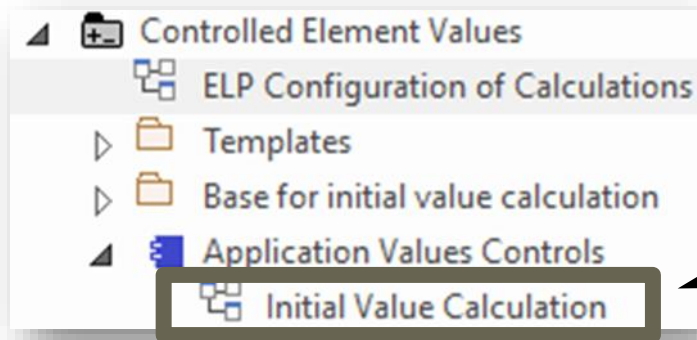 Controlled Element Values
ELP Configuration of Calculations
Templates
Base for initial value calculation
Application Values Controls
Initial Value Calculation